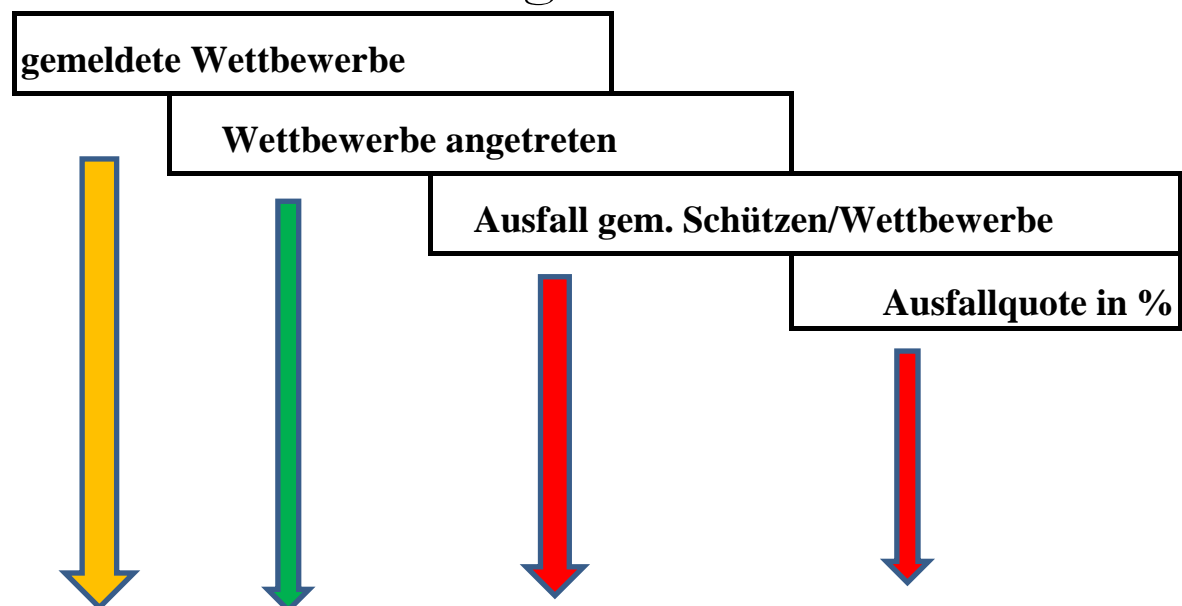 gemeldete Wettbewerbe
Wettbewerbe angetreten
Ausfall gem. Schützen/Wettbewerbe
Ausfallquote in %